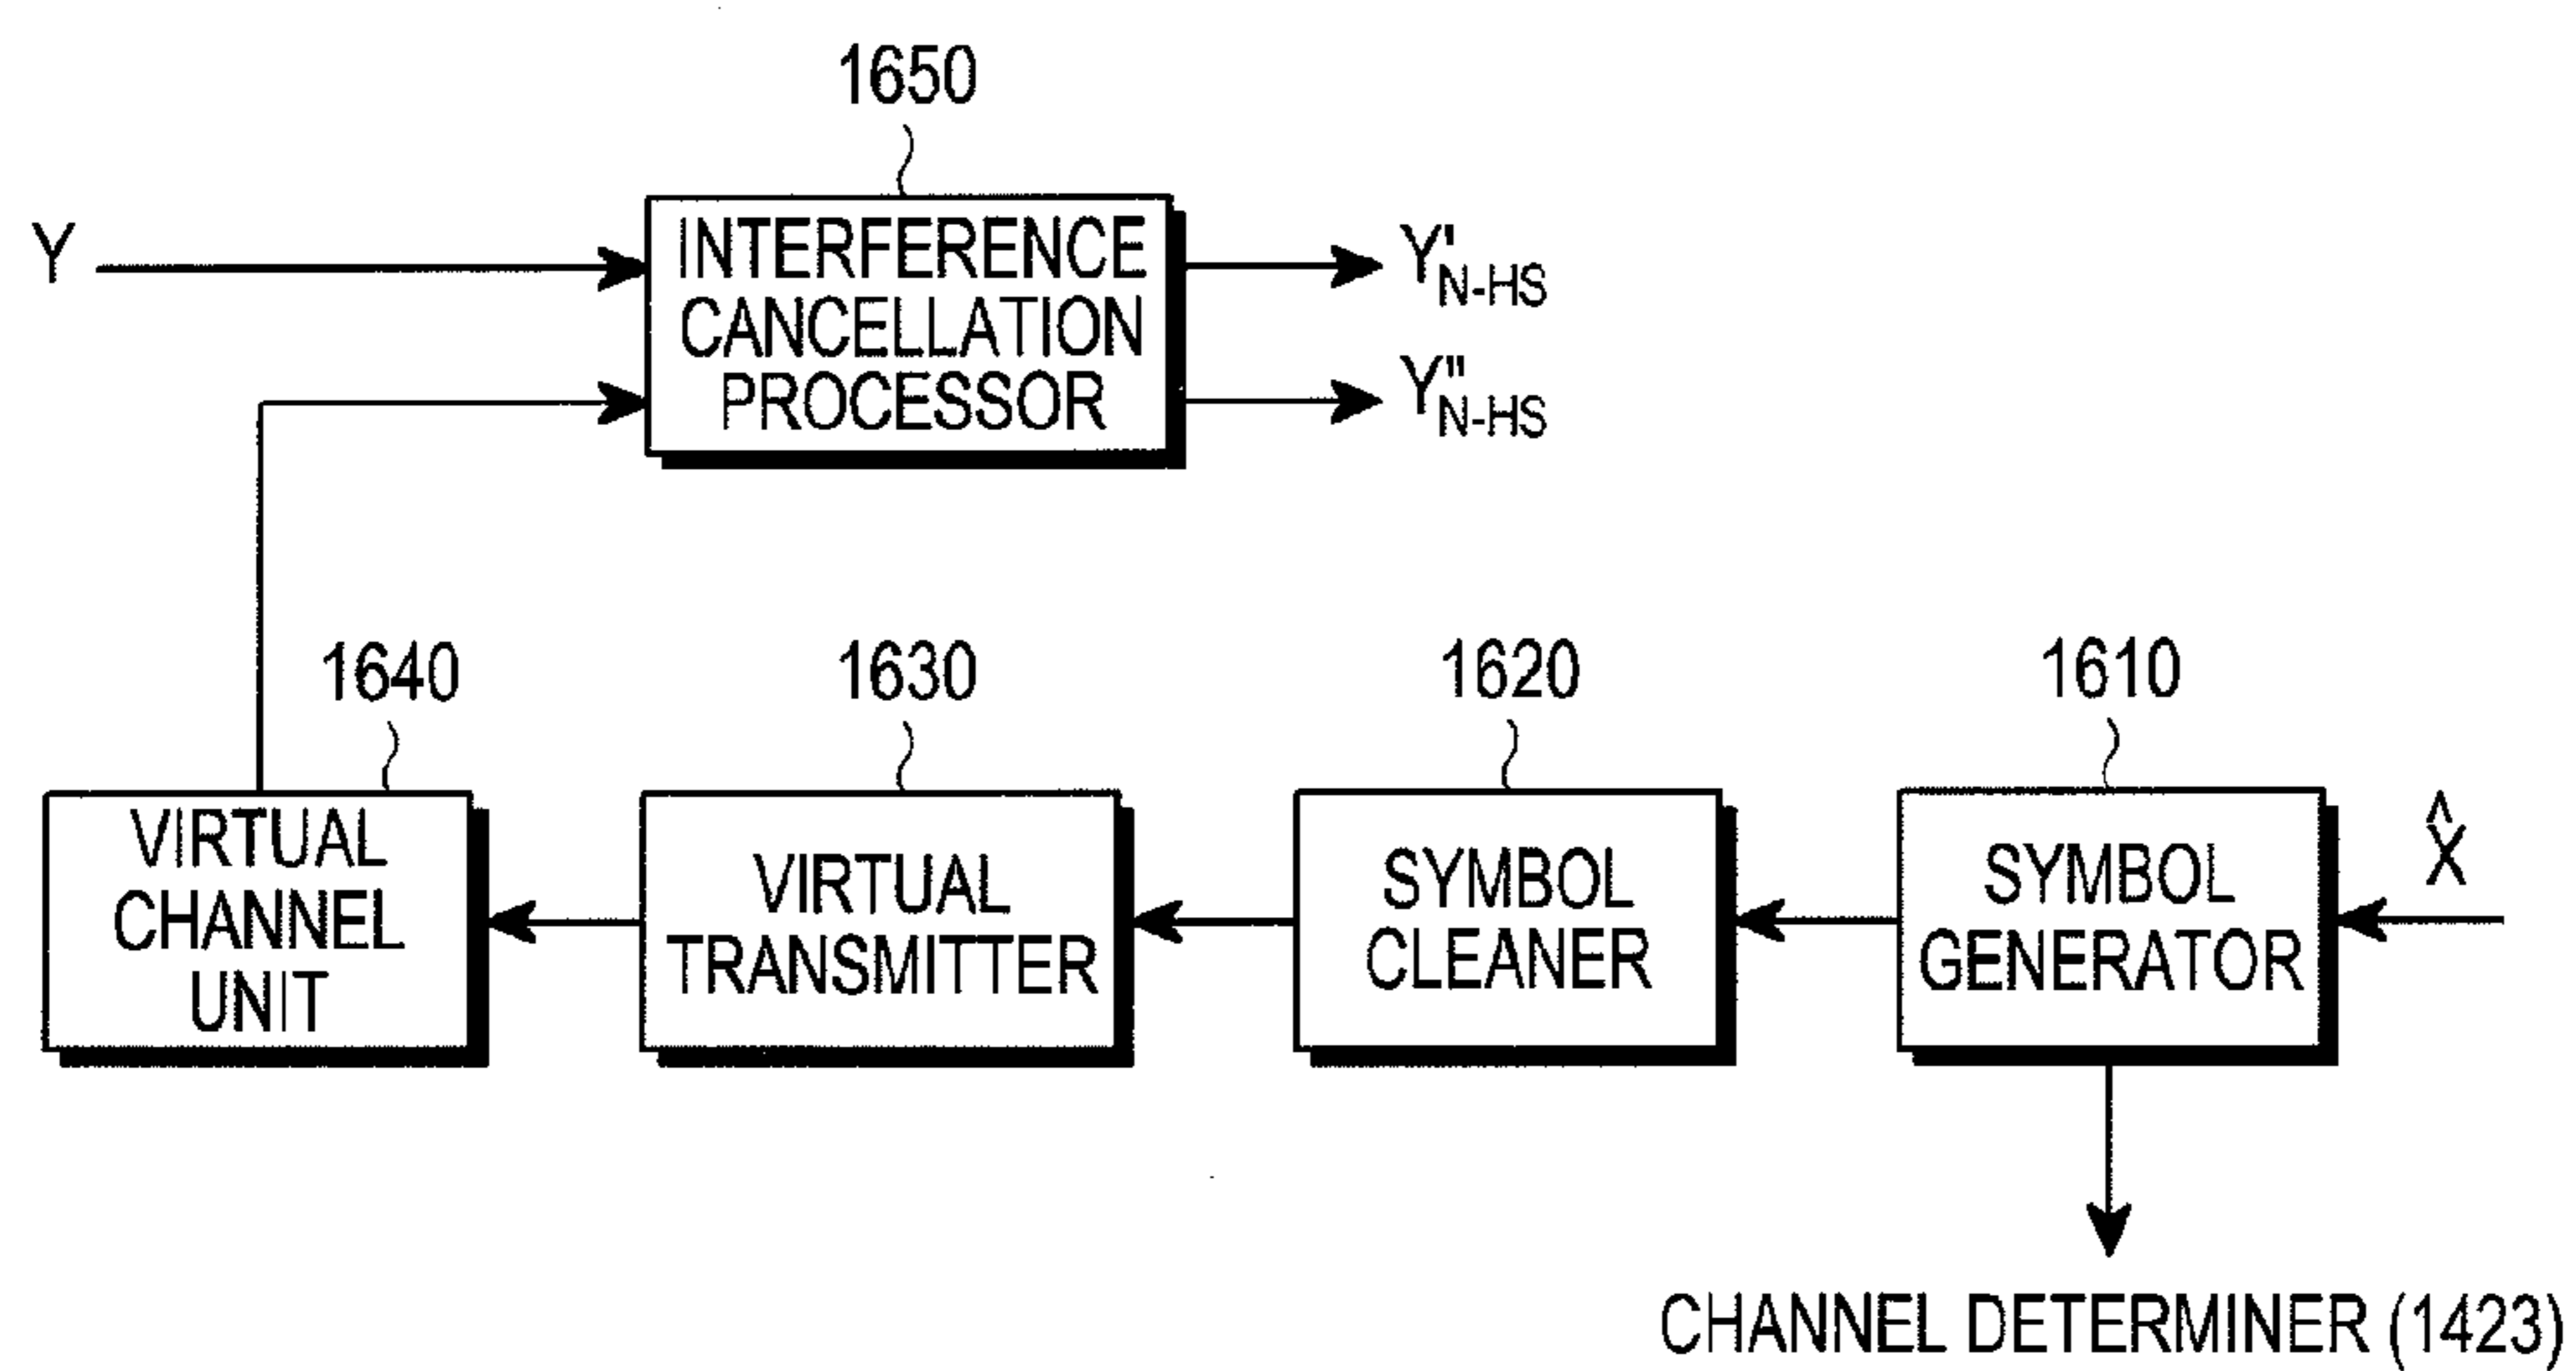 1650
Y
INTERFERENCE
CANCELLATION
PROCESSOR
Y'N-HS
Y"N-HS
1640
1630
1620
1610
VIRTUAL
CHANNEL
UNIT
VIRTUAL
TRANSMITTER
SYMBOL
CLEANER
SYMBOL
GENERATOR
X̂
CHANNEL DETERMINER (1423)